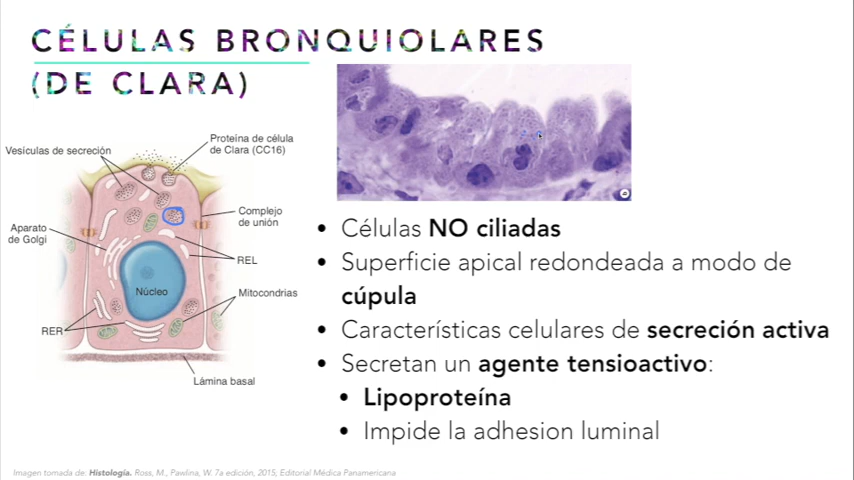 CÉLULAS BRONQUIOLARES
(DE CLARA)
Proteína de célula
de Clara (CC16)
Vesículas de secreción
Complejo
de unión
Aparato
de Golgi
REL
Núcleo
Mitocondrias
RER
Lámina basal
• Células NO ciliadas
• Superficie apical redondeada a modo de
cúpula
• Características celulares de secreción activa
• Secretan un agente tensioactivo:
• Lipoproteína
• Impide la adhesion luminal
Imagen tomada de: Histología. Ross, M., Pawlina, W. 7a edición, 2015, Editorial Médica Panamericana